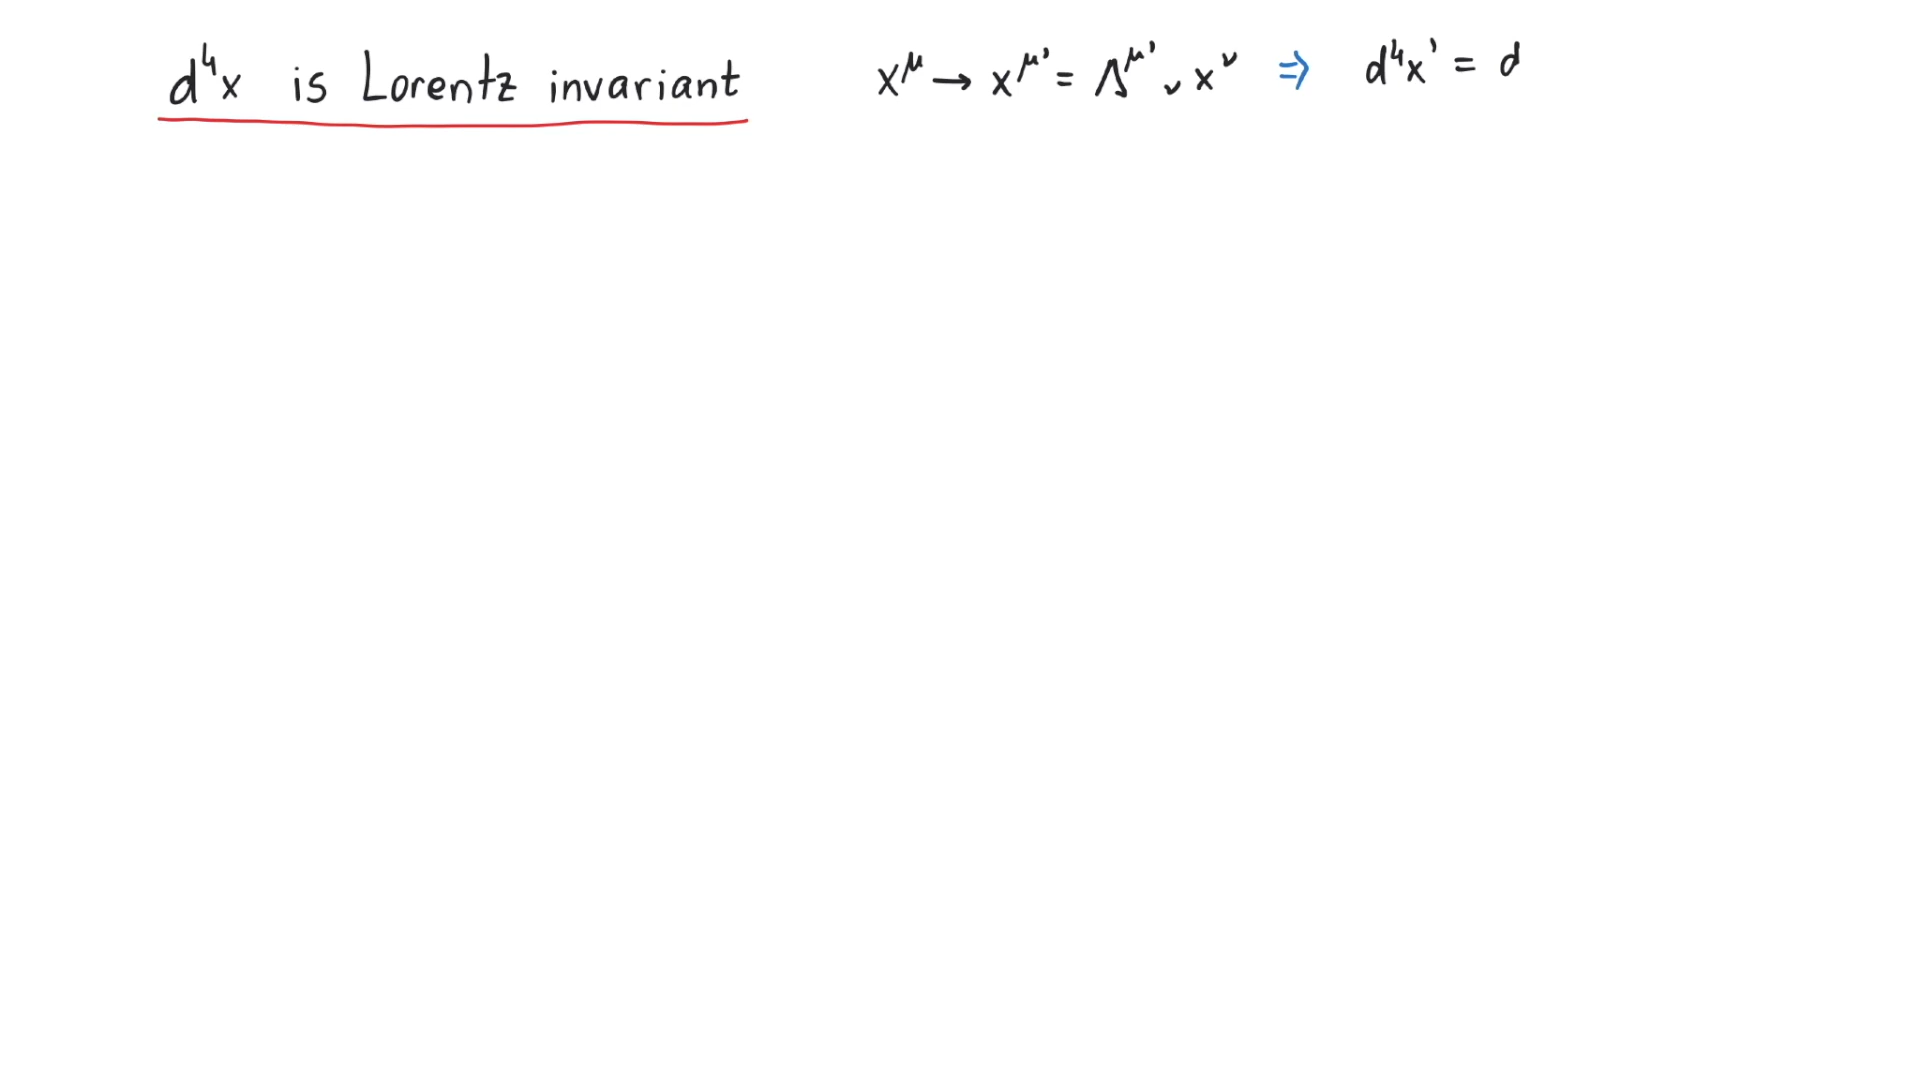 d⁴x is Lorentz invariant x^μ → x^μ' = Λ^μ'_ν x^ν ⇒ d⁴x' = d